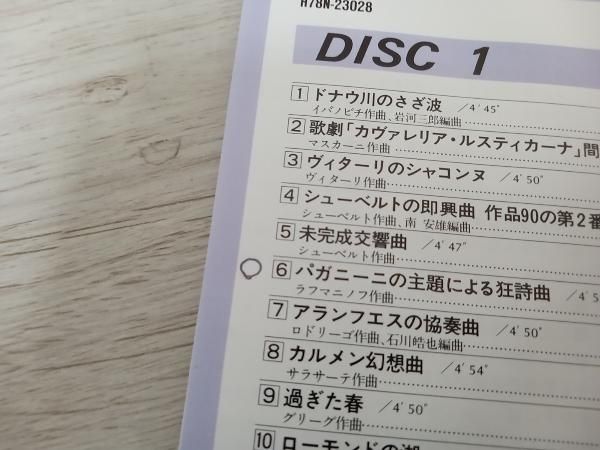 H78N-23028
DISC 1
1 ドナウ川のさざ波 /4′45″
イバノビチ作曲、岩河三郎編曲
2 歌劇「カヴァレリア・ルスティカーナ」間
マスカーニ作曲
3 ヴィターリのシャコンヌ /4′50″
ヴィターリ作曲
4 シューベルトの即興曲 作品90の第2番
シューベルト作曲、南 安雄編曲
5 未完成交響曲 /4′47″
シューベルト作曲
6 パガニーニの主題による狂詩曲 /4′5
ラフマニノフ作曲
7 アランフエスの協奏曲 /4′50″
ロドリーゴ作曲、石川皓也編曲
8 カルメン幻想曲 /4′54″
サラサーテ作曲
9 過ぎた春 /4′50″
グリーグ作曲
10 ローモンドの湖